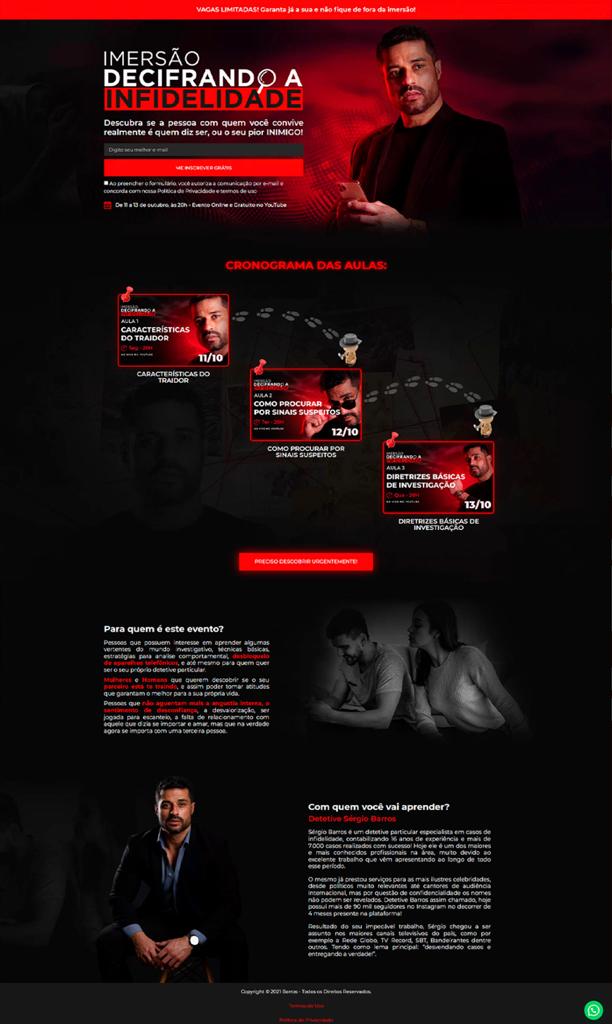 VAGAS LIMITADAS! Garanta já a sua e não fique de fora da imersão!
IMERSÃO
DECIFRANDO A
INFIDELIDADE
Descubra se a pessoa com quem você convive
realmente é quem diz ser, ou o seu pior INIMIGO!
Digite seu melhor e-mail
ME INSCREVER GRÁTIS
Ao preencher o formulário, você autoriza a comunicação por e-mail e
concorda com nossa Política de Privacidade e termos de uso
De 11 a 13 de outubro, às 20h - Evento Online e Gratuito no YouTube
CRONOGRAMA DAS AULAS:
IMERSÃO
DECIFRANDO A
INFIDELIDADE
AULA 1
CARACTERÍSTICAS
DO TRAIDOR
Seg - 20H
AO VIVO NO YOUTUBE
11/10
CARACTERÍSTICAS DO
TRAIDOR
IMERSÃO
DECIFRANDO A
INFIDELIDADE
AULA 2
COMO PROCURAR
POR SINAIS SUSPEITOS
Ter - 20H
AO VIVO NO YOUTUBE
12/10
COMO PROCURAR POR
SINAIS SUSPEITOS
IMERSÃO
DECIFRANDO A
INFIDELIDADE
AULA 3
DIRETRIZES BÁSICAS
DE INVESTIGAÇÃO
Qua - 20H
AO VIVO NO YOUTUBE
13/10
DIRETRIZES BÁSICAS DE
INVESTIGAÇÃO
PRECISO DESCOBRIR URGENTEMENTE!
Para quem é este evento?
Pessoas que possuem interesse em aprender algumas
vertentes do mundo investigativo, técnicas básicas,
estratégias para analise comportamental, desbloqueio
de aparelhos telefônicos, e até mesmo para quem quer
ser o seu próprio detetive particular.
Mulheres e Homens que querem descobrir se o seu
parceiro está te traindo, e assim poder tomar atitudes
que garantam o melhor para a sua própria vida.
Pessoas que não aguentam mais a angustia interna, o
sentimento de desconfiança, a desvalorização, ser
jogada para escanteio, a falta de relacionamento com
aquele que dizia se importar e amar, mas que na verdade
agora se importa com uma terceira pessoa.
Com quem você vai aprender?
Detetive Sérgio Barros
Sérgio Barros é um detetive particular especialista em casos de
infidelidade, contabilizando 16 anos de experiência e mais de
7.000 casos realizados com sucesso! Hoje ele é um dos maiores
e mais conhecidos profissionais na área, muito devido ao
excelente trabalho que vêm apresentando ao longo de todo
esse período.
O mesmo já prestou serviços para as mais ilustres celebridades,
desde políticos muito relevantes até cantores de audiência
internacional, mas por questão de confidencialidade os nomes
não podem ser revelados. Detetive Barros assim chamado, hoje
possui mais de 90 mil seguidores no Instagram no decorrer de
4 meses presente na plataforma!
Resultado do seu impecável trabalho, Sérgio chegou a ser
assunto nos maiores canais televisivos do país, como por
exemplo a Rede Globo, TV Record, SBT, Bandeirantes dentre
outros. Tendo como lema principal: "desvendando casos e
entregando a verdade!".
Copyright © 2021 Barros - Todos os Direitos Reservados.
Termos de Uso
Política de Privacidade